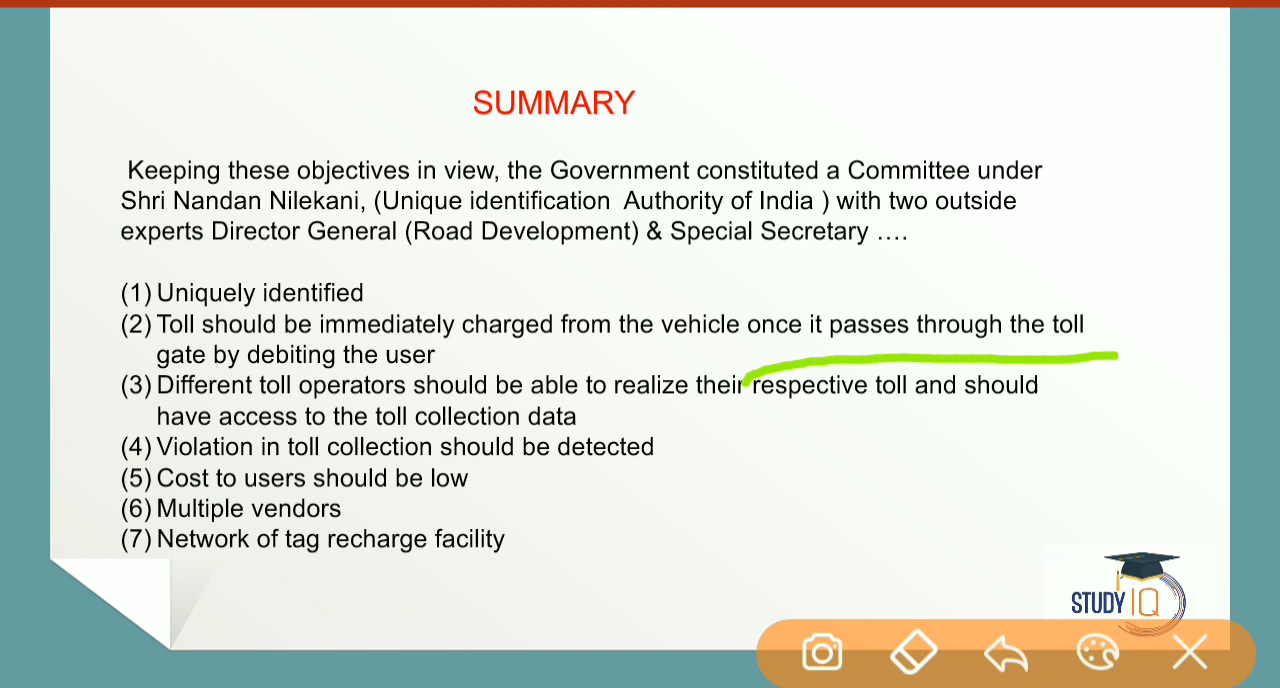 SUMMARY
Keeping these objectives in view, the Government constituted a Committee under
Shri Nandan Nilekani, (Unique identification Authority of India ) with two outside
experts Director General (Road Development) & Special Secretary ....
(1) Uniquely identified
(2) Toll should be immediately charged from the vehicle once it passes through the toll
gate by debiting the user
(3) Different toll operators should be able to realize their respective toll and should
have access to the toll collection data
(4) Violation in toll collection should be detected
(5) Cost to users should be low
(6) Multiple vendors
(7) Network of tag recharge facility
STUDY IQ